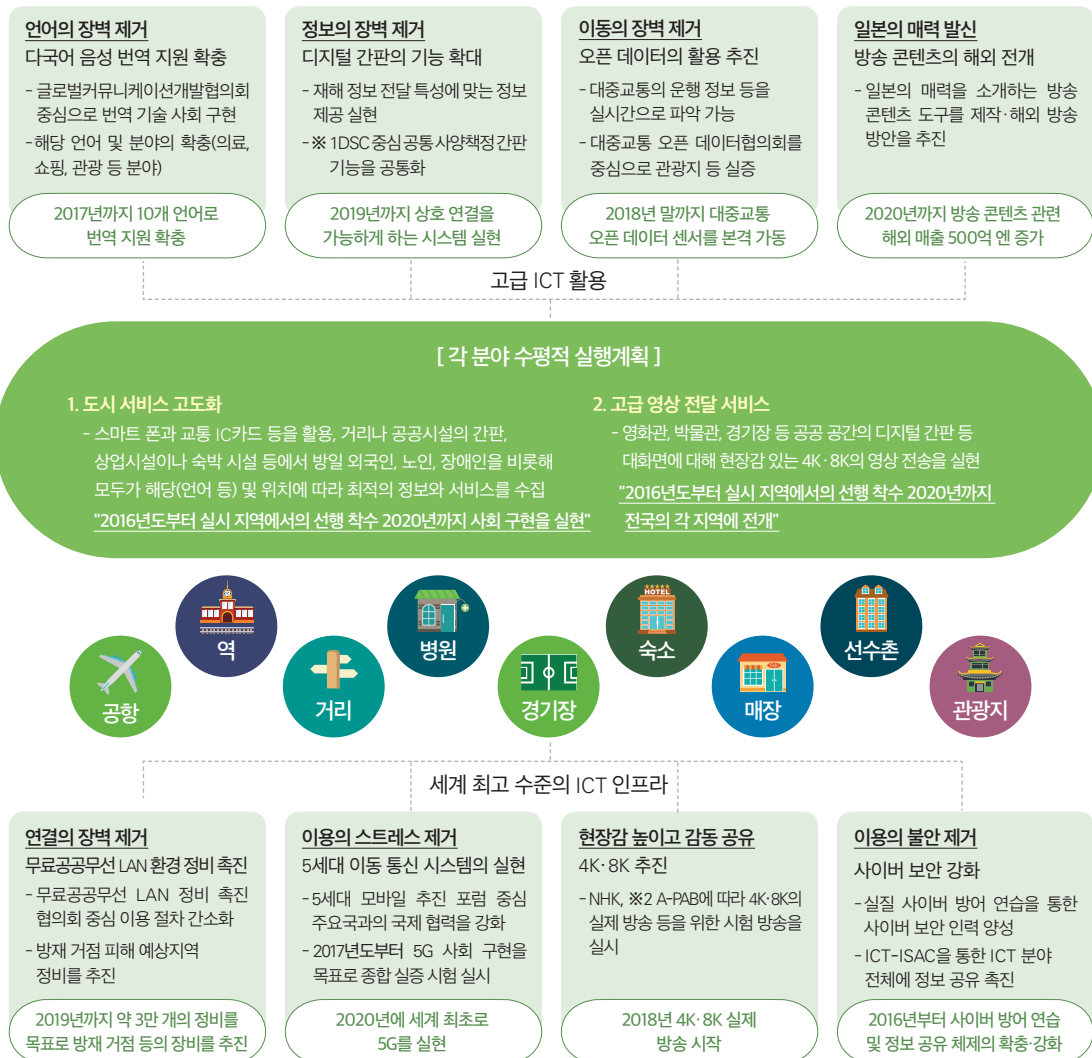 언어의 장벽 제거
다국어 음성 번역 지원 확충
- 글로벌커뮤니케이션개발협의회
중심으로 번역 기술 사회 구현
- 해당 언어 및 분야의 확충(의료,
쇼핑, 관광 등 분야)
2017년까지 10개 언어로
번역 지원 확충
정보의 장벽 제거
디지털 간판의 기능 확대
- 재해 정보 전달 특성에 맞는 정보
제공 실현
- ※ 1DSC 중심 공통 사양책정 간판
기능을 공통화
2019년까지 상호 연결을
가능하게 하는 시스템 실현
이동의 장벽 제거
오픈 데이터의 활용 추진
- 대중교통의 운행 정보 등을
실시간으로 파악 가능
- 대중교통 오픈 데이터협의회를
중심으로 관광지 등 실증
2018년 말까지 대중교통
오픈 데이터 센서를 본격 가동
일본의 매력 발신
방송 콘텐츠의 해외 전개
- 일본의 매력을 소개하는 방송
콘텐츠 도구를 제작·해외 방송
방안을 추진
2020년까지 방송 콘텐츠 관련
해외 매출 500억 엔 증가
고급 ICT 활용
[ 각 분야 수평적 실행계획 ]
1. 도시 서비스 고도화
- 스마트 폰과 교통 IC카드 등을 활용, 거리나 공공시설의 간판,
상업시설이나 숙박 시설 등에서 방일 외국인, 노인, 장애인을 비롯해
모두가 해당(언어 등) 및 위치에 따라 최적의 정보와 서비스를 수집
"2016년도부터 실시 지역에서의 선행 착수 2020년까지 사회 구현을 실현"
2. 고급 영상 전달 서비스
- 영화관, 박물관, 경기장 등 공공 공간의 디지털 간판 등
대화면에 대해 현장감 있는 4K·8K의 영상 전송을 실현
"2016년도부터 실시 지역에서의 선행 착수 2020년까지
전국의 각 지역에 전개"
공항
역
거리
병원
경기장
HOTEL
숙소
매장
선수촌
관광지
세계 최고 수준의 ICT 인프라
연결의 장벽 제거
무료공공무선 LAN 환경 정비 촉진
- 무료공공무선 LAN 정비 촉진
협의회 중심 이용 절차 간소화
- 방재 거점 피해 예상지역
정비를 추진
2019년까지 약 3만 개의 정비를
목표로 방재 거점 등의 장비를 추진
이용의 스트레스 제거
5세대 이동 통신 시스템의 실현
- 5세대 모바일 추진 포럼 중심
주요국과의 국제 협력을 강화
- 2017년도부터 5G 사회 구현을
목표로 종합 실증 시험 실시
2020년에 세계 최초로
5G를 실현
현장감 높이고 감동 공유
4K·8K 추진
- NHK, ※2 A-PAB에 따라 4K·8K의
실제 방송 등을 위한 시험 방송을
실시
2018년 4K·8K 실제
방송 시작
이용의 불안 제거
사이버 보안 강화
- 실질 사이버 방어 연습을 통한
사이버 보안 인력 양성
- ICT-ISAC을 통한 ICT 분야
전체에 정보 공유 촉진
2016년부터 사이버 방어 연습
및 정보 공유 체제의 확충·강화